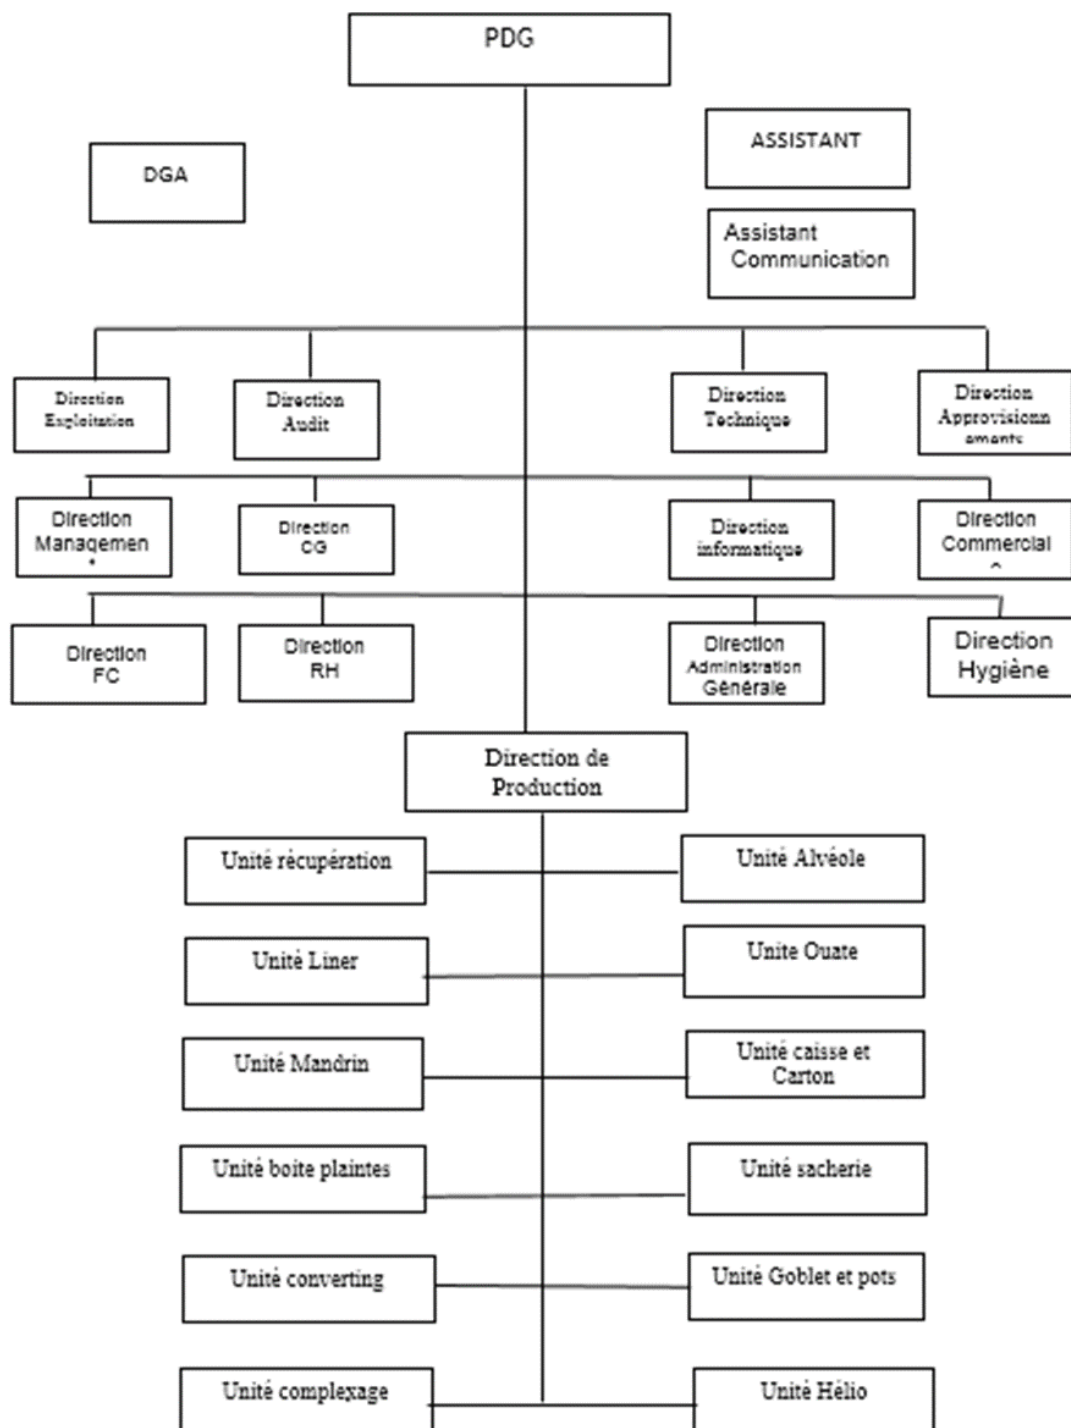 PDG
ASSISTANT
DGA
Assistant
Communication
Direction
Exploitation
Direction
Audit
Direction
Technique
Direction
Approvisionn
ements
Direction
Managemen
Direction
CG
Direction
informatique
Direction
Commercial
Direction
FC
Direction
RH
Direction
Administration
Générale
Direction
Hygiène
Direction de
Production
Unité récupération
Unité Alvéole
Unité Liner
Unite Ouate
Unité Mandrin
Unité caisse et
Carton
Unité boite plaintes
Unité sacherie
Unité converting
Unité Goblet et pots
Unité complexage
Unité Hélio